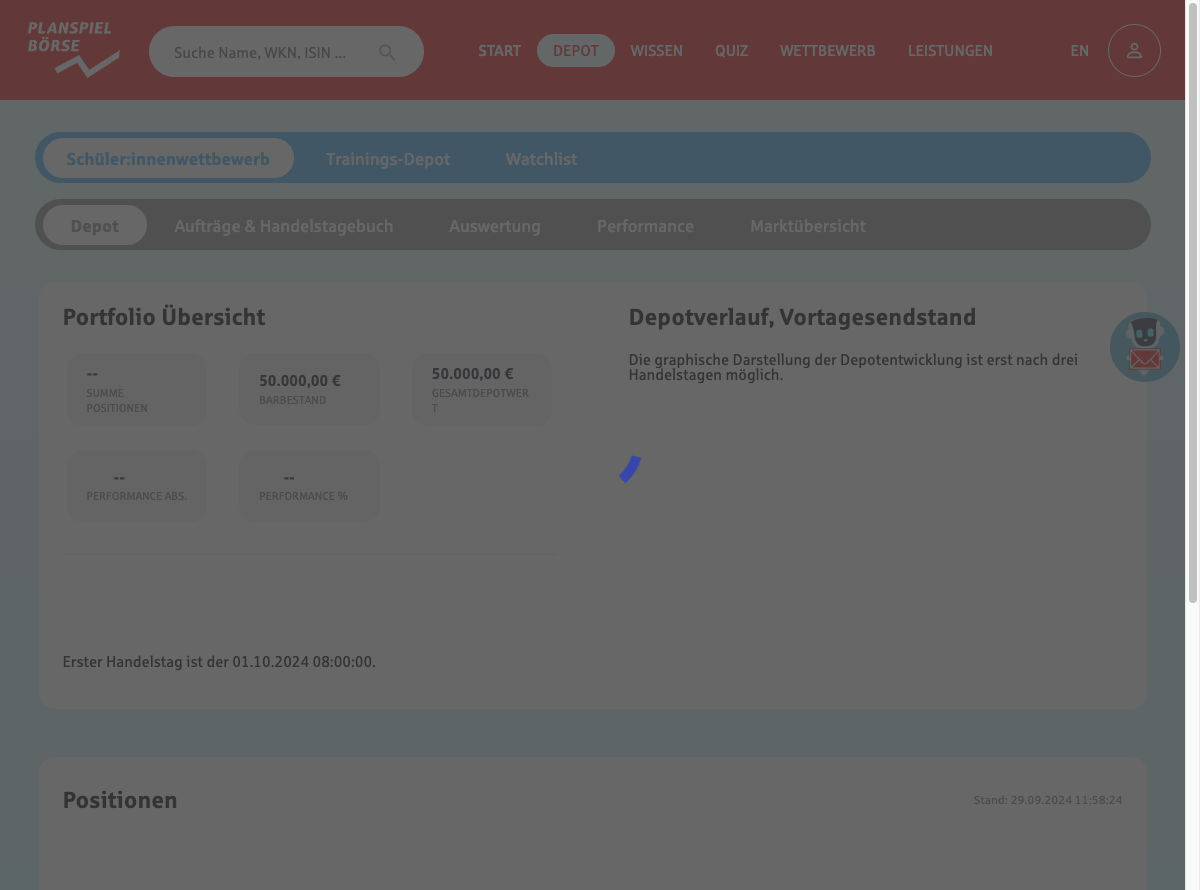 PLANSPIEL
BÖRSE
Suche Name, WKN, ISIN ...
START
DEPOT
WISSEN
QUIZ
WETTBEWERB
LEISTUNGEN
EN
Schüler:innenwettbewerb
Trainings-Depot
Watchlist
Depot
Aufträge & Handelstagebuch
Auswertung
Performance
Marktübersicht
Portfolio Übersicht
--
SUMME
POSITIONEN
50.000,00 €
BARBESTAND
50.000,00 €
GESAMTDEPOTWER
T
--
PERFORMANCE ABS.
--
PERFORMANCE %
Erster Handelstag ist der 01.10.2024 08:00:00.
Depotverlauf, Vortagesendstand
Die graphische Darstellung der Depotentwicklung ist erst nach drei
Handelstagen möglich.
Positionen
Stand: 29.09.2024 11:58:24